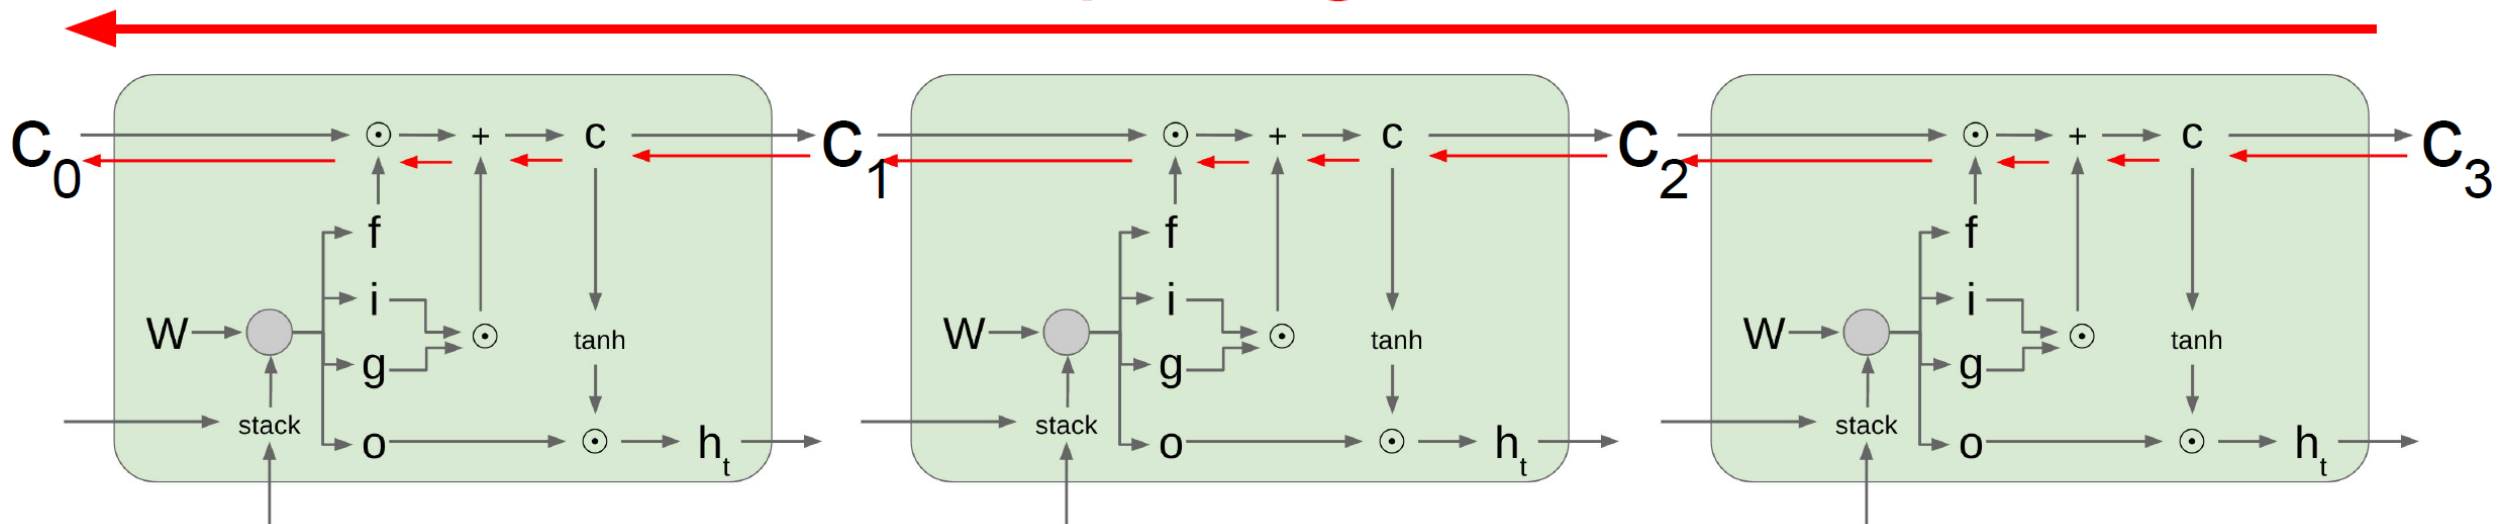 C0 ⊙ + c C1 ⊙ + c C2 ⊙ + c C3
f f f
i i i
W ⊙ tanh W ⊙ tanh W ⊙ tanh
g g g
stack stack stack
o ⊙ ht o ⊙ ht o ⊙ ht